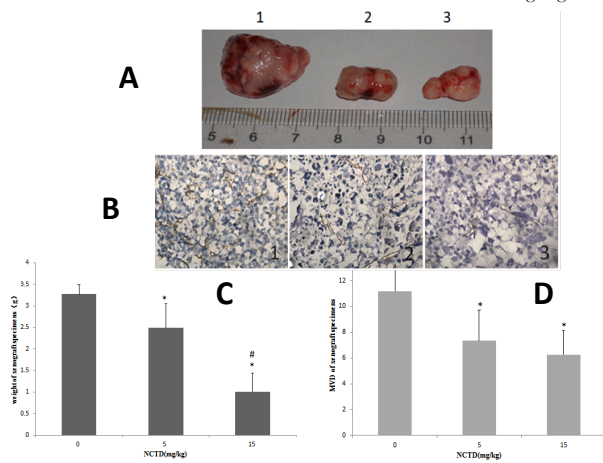 1 2 3
A
5 6 7 8 9 10 11
B
1 2 3
C
weight of xenograft specimens (g)
4
3.5
3
2.5
2
1.5
1
0.5
0
*
#
*
0 5 15
NCTD(mg/kg)
D
MVD of xenograft specimens
12
10
8
6
4
2
0
*
*
0 5 15
NCTD(mg/kg)